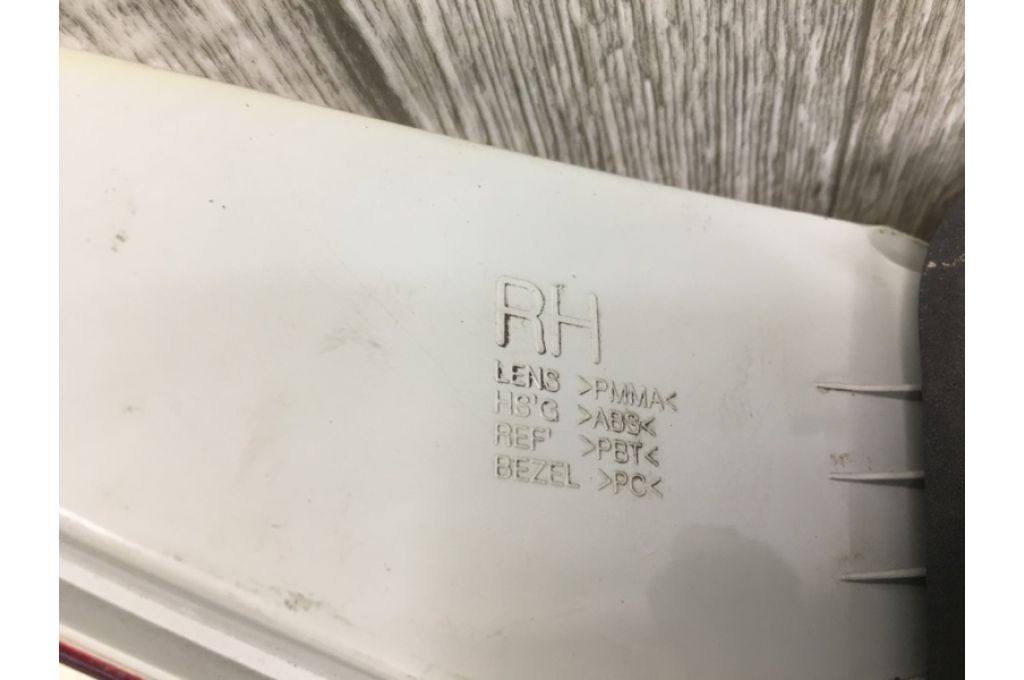 RH
LENS >PMMA<
HS'G >ABS<
REF' >PBT<
BEZEL >PC<